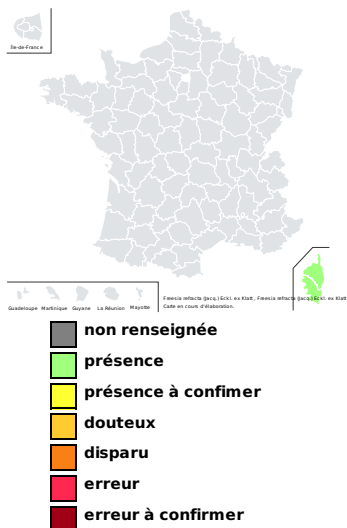 Île-de-France
Guadeloupe Martinique Guyane La Réunion Mayotte
Freesia refracta (Jacq.) Eckl. ex Klatt , Freesia refracta (Jacq.) Eckl. ex Klatt
Carte en cours d'élaboration.
non renseignée
présence
présence à confimer
douteux
disparu
erreur
erreur à confirmer